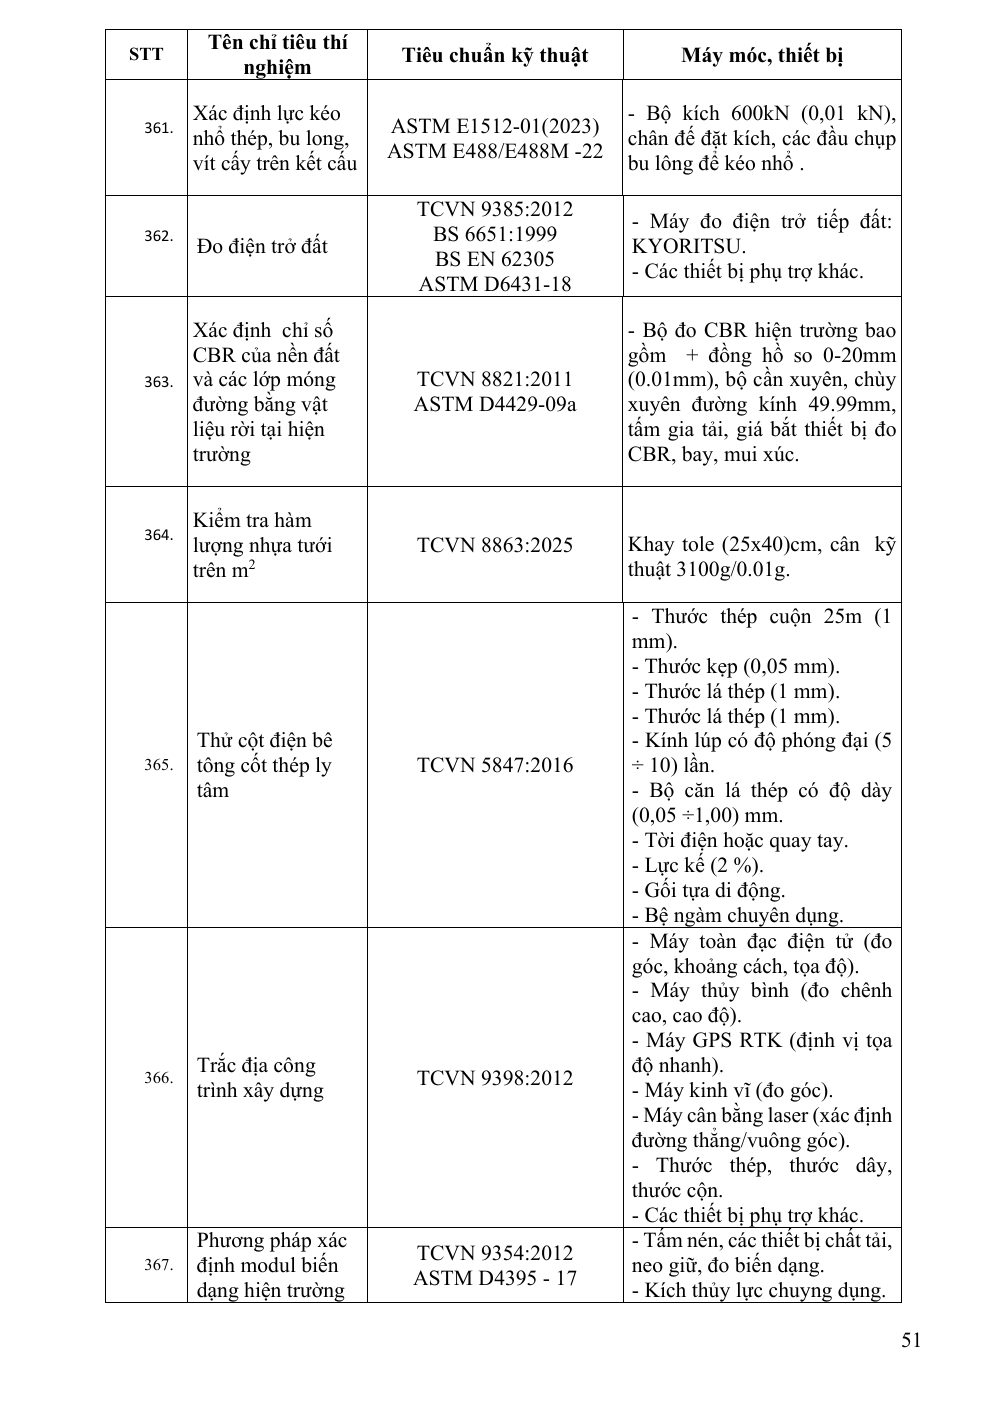 STT
Tên chỉ tiêu thí
nghiệm
Tiêu chuẩn kỹ thuật
Máy móc, thiết bị
361.
Xác định lực kéo
nhổ thép, bu long,
vít cấy trên kết cấu
ASTM E1512-01(2023)
ASTM E488/E488M -22
- Bộ kích 600kN (0,01 kN),
chân đế đặt kích, các đầu chụp
bu lông để kéo nhổ .
362.
Đo điện trở đất
TCVN 9385:2012
BS 6651:1999
BS EN 62305
ASTM D6431-18
- Máy đo điện trở tiếp đất:
KYORITSU.
- Các thiết bị phụ trợ khác.
363.
Xác định  chỉ số
CBR của nền đất
và các lớp móng
đường bằng vật
liệu rời tại hiện
trường
TCVN 8821:2011
ASTM D4429-09a
- Bộ đo CBR hiện trường bao
gồm  + đồng hồ so 0-20mm
(0.01mm), bộ cần xuyên, chùy
xuyên đường kính 49.99mm,
tấm gia tải, giá bắt thiết bị đo
CBR, bay, mui xúc.
364.
Kiểm tra hàm
lượng nhựa tưới
trên m²
TCVN 8863:2025
Khay tole (25x40)cm, cân  kỹ
thuật 3100g/0.01g.
365.
Thử cột điện bê
tông cốt thép ly
tâm
TCVN 5847:2016
- Thước thép cuộn 25m (1
mm).
- Thước kẹp (0,05 mm).
- Thước lá thép (1 mm).
- Thước lá thép (1 mm).
- Kính lúp có độ phóng đại (5
÷ 10) lần.
- Bộ căn lá thép có độ dày
(0,05 ÷1,00) mm.
- Tời điện hoặc quay tay.
- Lực kế (2 %).
- Gối tựa di động.
- Bệ ngàm chuyên dụng.
366.
Trắc địa công
trình xây dựng
TCVN 9398:2012
- Máy toàn đạc điện tử (đo
góc, khoảng cách, tọa độ).
- Máy thủy bình (đo chênh
cao, cao độ).
- Máy GPS RTK (định vị tọa
độ nhanh).
- Máy kinh vĩ (đo góc).
- Máy cân bằng laser (xác định
đường thẳng/vuông góc).
- Thước thép, thước dây,
thước cộn.
- Các thiết bị phụ trợ khác.
367.
Phương pháp xác
định modul biến
dạng hiện trường
TCVN 9354:2012
ASTM D4395 - 17
- Tấm nén, các thiết bị chất tải,
neo giữ, đo biến dạng.
- Kích thủy lực chuyng dụng.
51